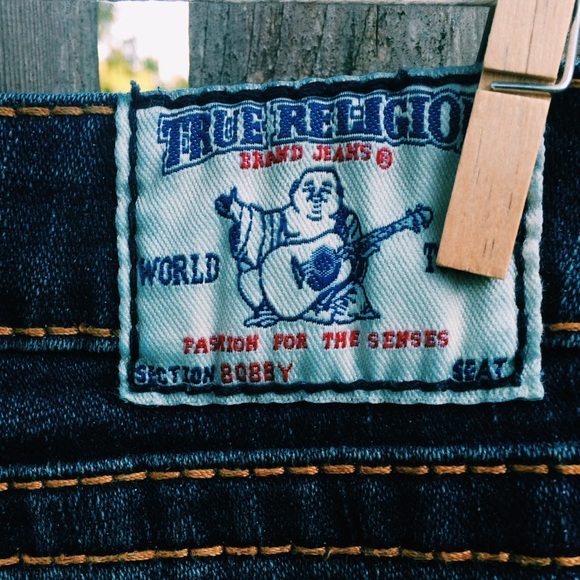 TRUE RELIGIO
BRAND JEANS ®
WORLD T
FASHION FOR THE SENSES
SECTION BOBBY SEAT